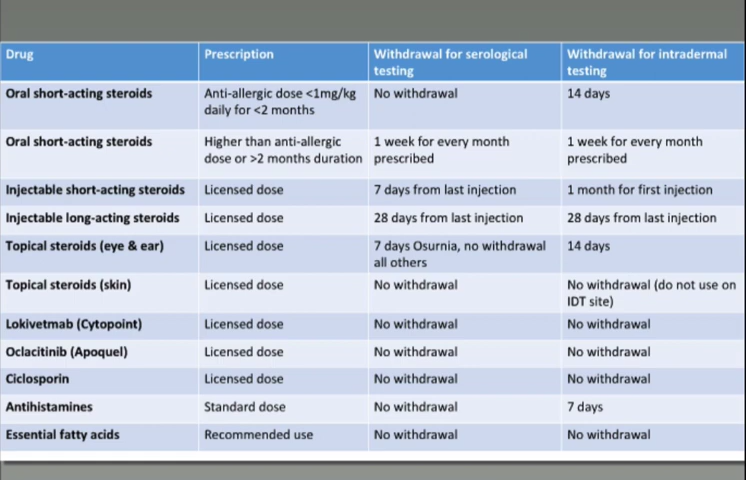 Drug Prescription Withdrawal for serological testing Withdrawal for intradermal testing
Oral short-acting steroids Anti-allergic dose <1mg/kg daily for <2 months No withdrawal 14 days
Oral short-acting steroids Higher than anti-allergic dose or >2 months duration 1 week for every month prescribed 1 week for every month prescribed
Injectable short-acting steroids Licensed dose 7 days from last injection 1 month for first injection
Injectable long-acting steroids Licensed dose 28 days from last injection 28 days from last injection
Topical steroids (eye & ear) Licensed dose 7 days Osurnia, no withdrawal all others 14 days
Topical steroids (skin) Licensed dose No withdrawal No withdrawal (do not use on IDT site)
Lokivetmab (Cytopoint) Licensed dose No withdrawal No withdrawal
Oclacitinib (Apoquel) Licensed dose No withdrawal No withdrawal
Ciclosporin Licensed dose No withdrawal No withdrawal
Antihistamines Standard dose No withdrawal 7 days
Essential fatty acids Recommended use No withdrawal No withdrawal